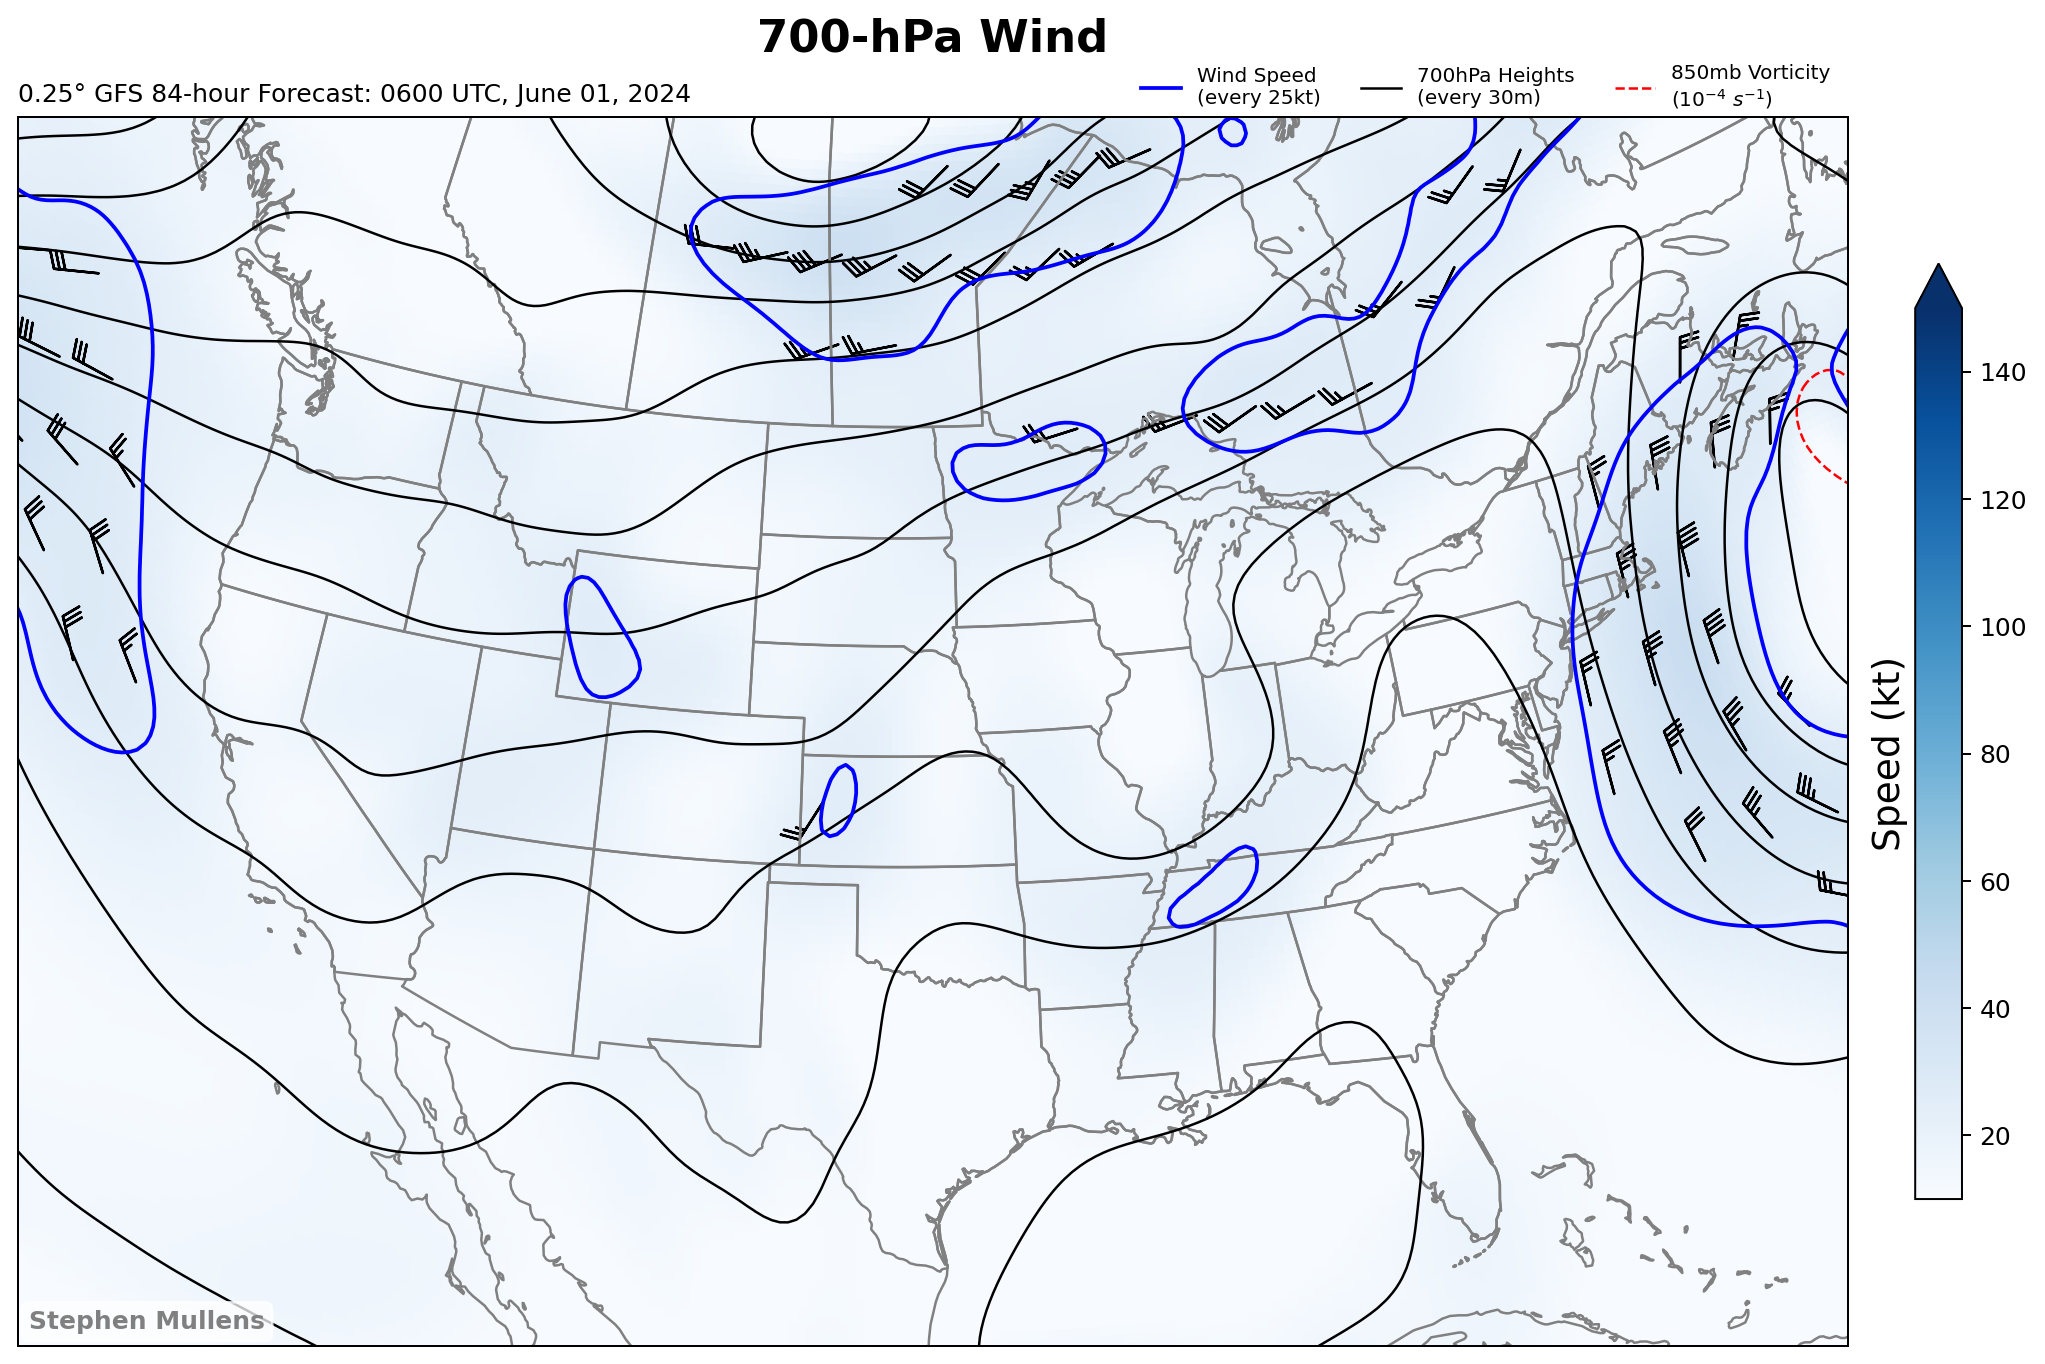 700-hPa Wind
0.25° GFS 84-hour Forecast: 0600 UTC, June 01, 2024
Wind Speed
(every 25kt)
700hPa Heights
(every 30m)
850mb Vorticity
(10⁻⁴ s⁻¹)
140
120
100
80
60
40
20
Speed (kt)
Stephen Mullens